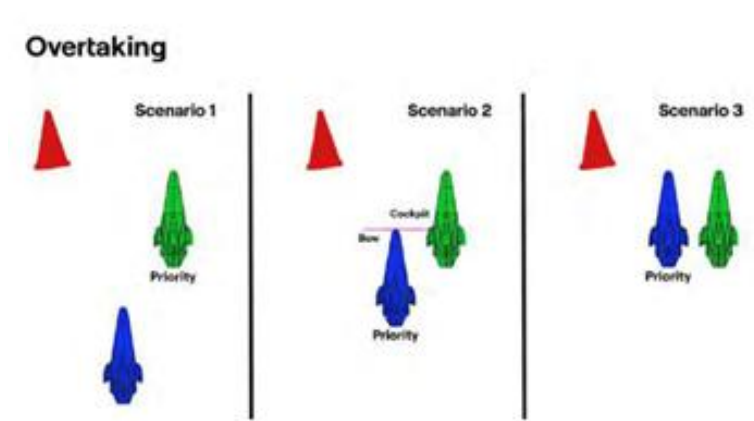 Overtaking
Scenario 1
Priority
Scenario 2
Cockpit
Bow
Priority
Scenario 3
Priority